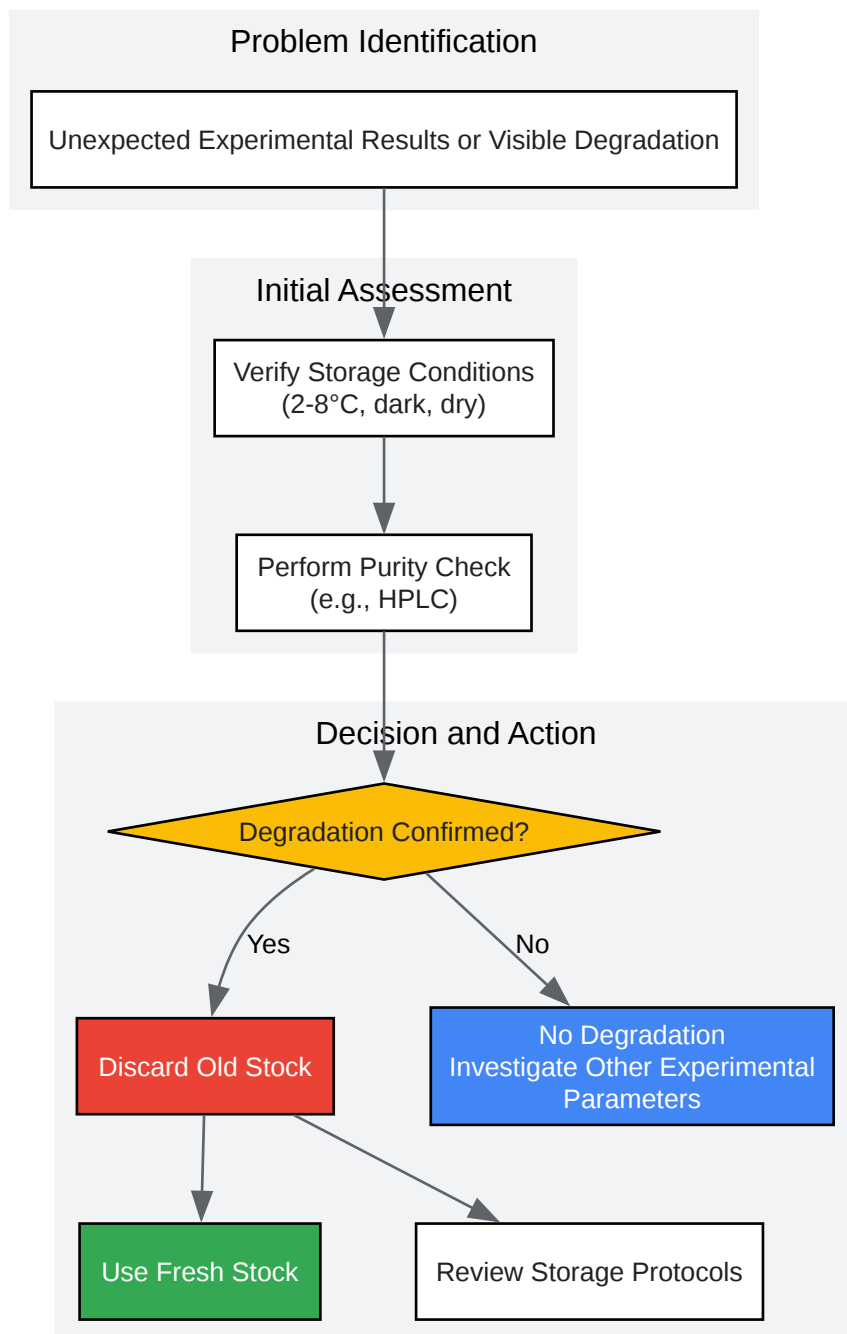 Problem Identification
Unexpected Experimental Results or Visible Degradation
Initial Assessment
Verify Storage Conditions
(2-8°C, dark, dry)
Perform Purity Check
(e.g., HPLC)
Decision and Action
Degradation Confirmed?
Yes
No
Discard Old Stock
No Degradation
Investigate Other Experimental
Parameters
Use Fresh Stock
Review Storage Protocols